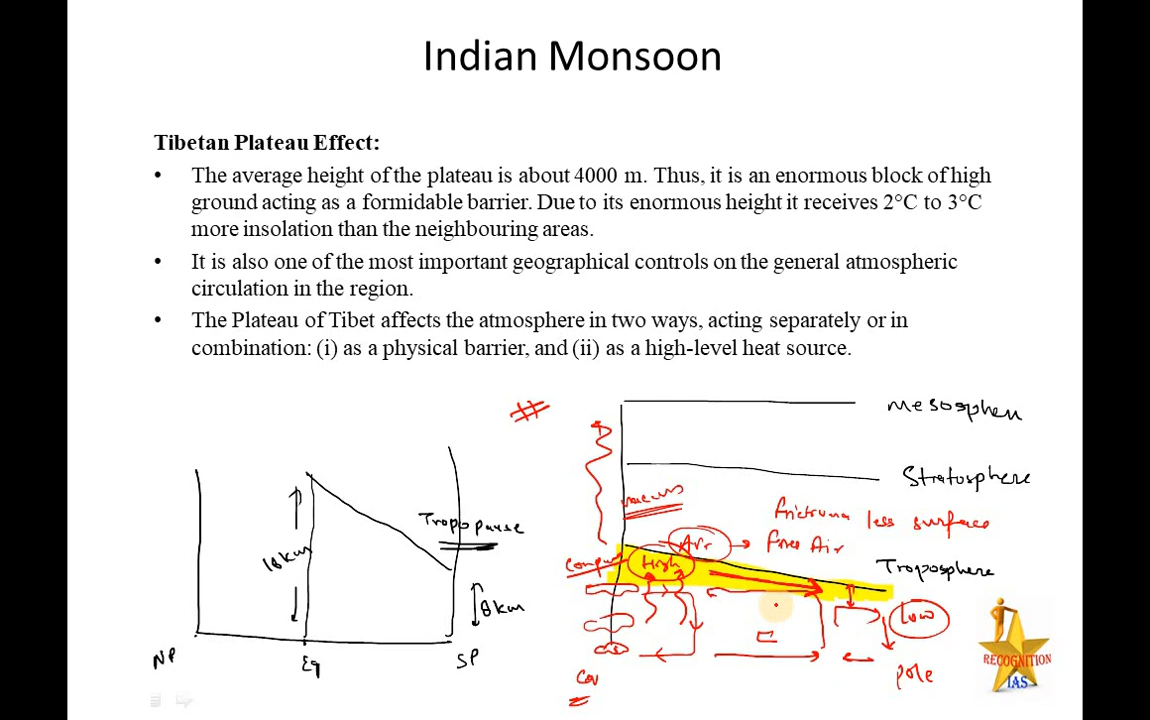 Indian Monsoon
Tibetan Plateau Effect:
• The average height of the plateau is about 4000 m. Thus, it is an enormous block of high
ground acting as a formidable barrier. Due to its enormous height it receives 2°C to 3°C
more insolation than the neighbouring areas.
• It is also one of the most important geographical controls on the general atmospheric
circulation in the region.
• The Plateau of Tibet affects the atmosphere in two ways, acting separately or in
combination: (i) as a physical barrier, and (ii) as a high-level heat source.
Mesosphen
Stratosphere
less surface
Tropopause
Air
Free Air
18km
High
Troposphere
8km
Low
NP
Eq
SP
pole
RECOGNITION
IAS